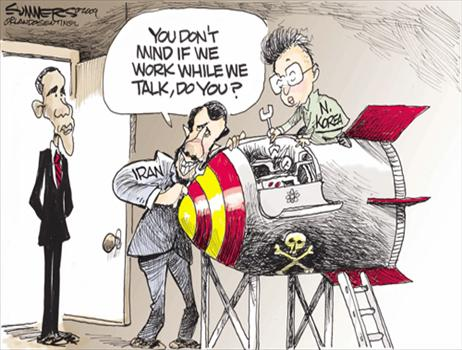 SUMMERS ©2009
ORLANDO SENTINEL
YOU DON'T
MIND IF WE
WORK WHILE WE
TALK, DO YOU?
IRAN
N.
KOREA